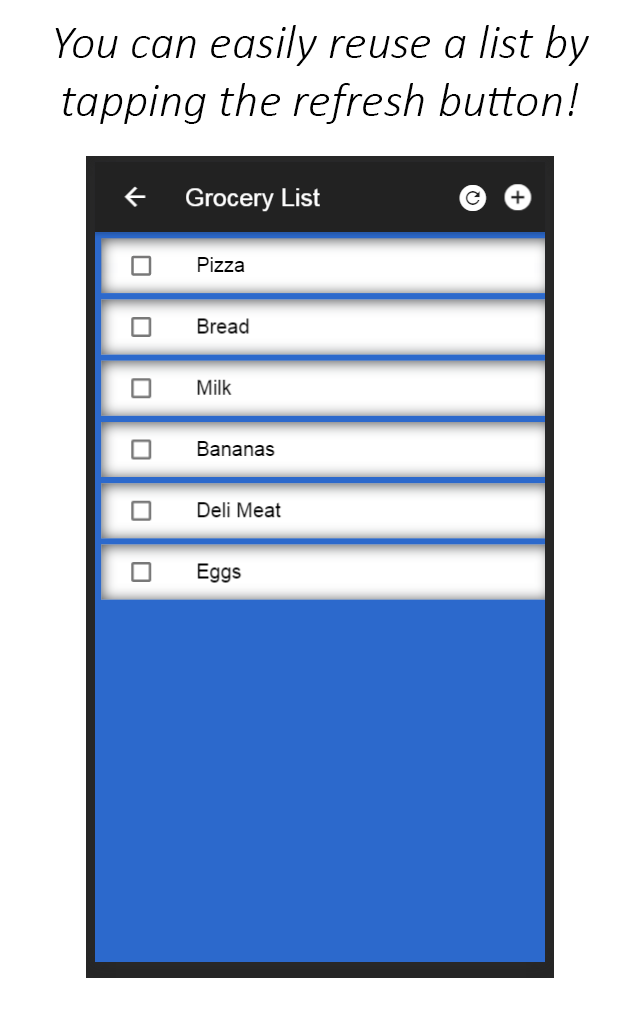 You can easily reuse a list by
tapping the refresh button!
Grocery List
Pizza
Bread
Milk
Bananas
Deli Meat
Eggs